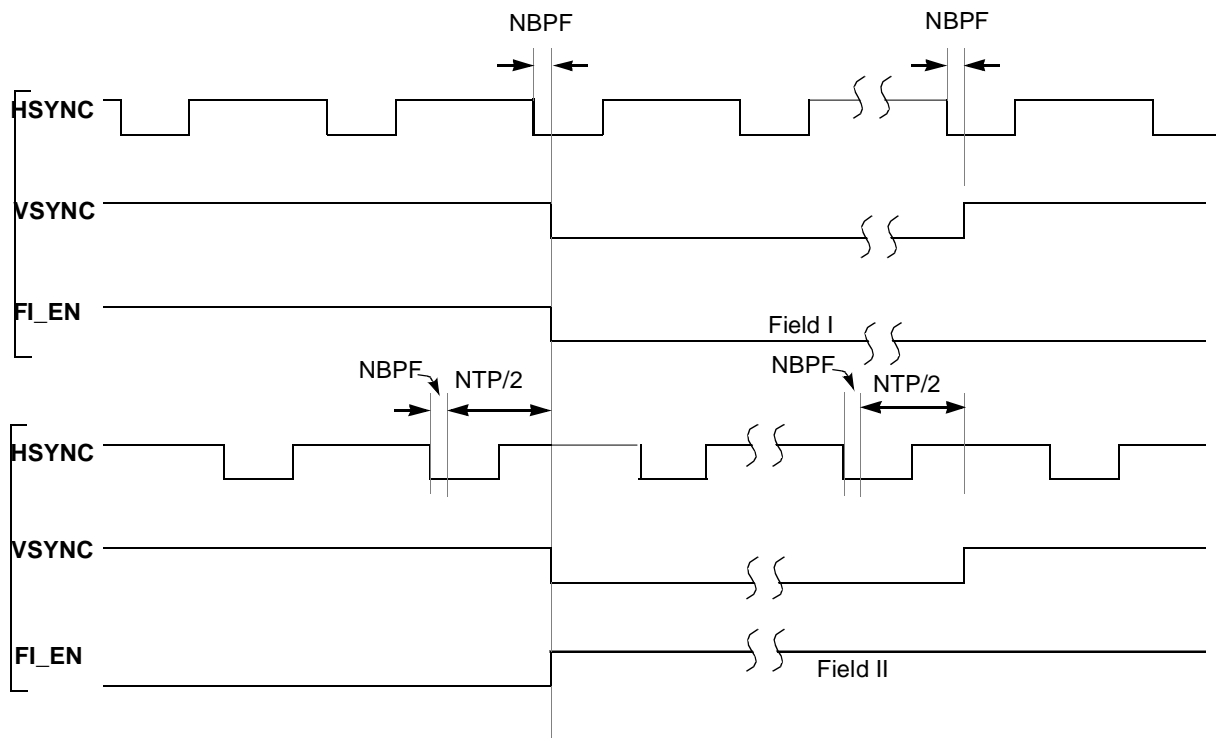 NBPF
NBPF
HSYNC
VSYNC
FI_EN
Field I
NBPF
NTP/2
NBPF
NTP/2
HSYNC
VSYNC
FI_EN
Field II